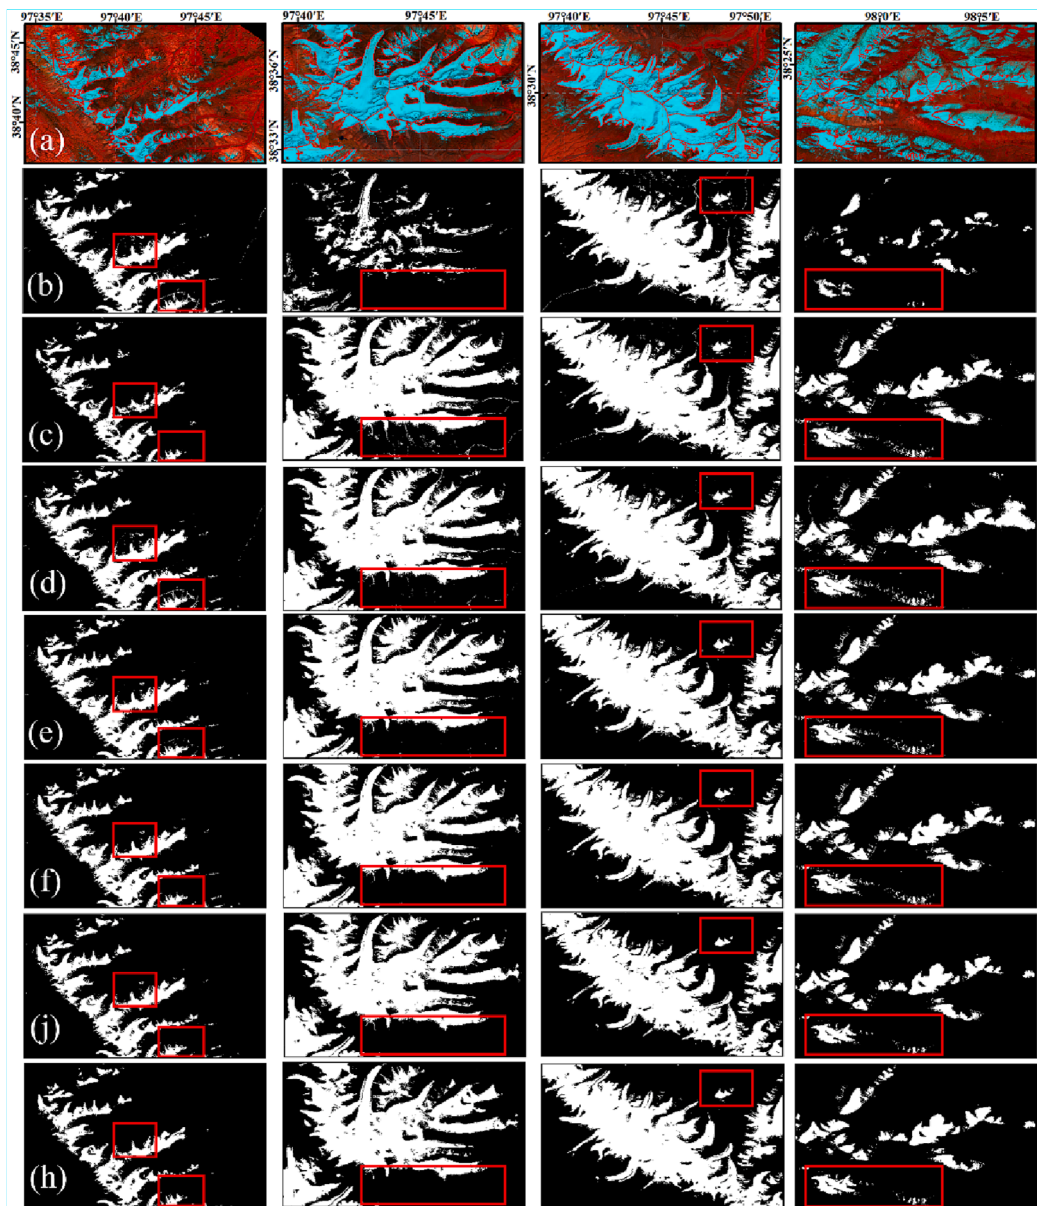 97°35′E 97°40′E 97°45′E 97°40′E 97°45′E 97°40′E 97°45′E 97°50′E 98°0′E 98°5′E
38°45′N 38°40′N
38°36′N 38°33′N
38°30′N
38°25′N
(a)
(b)
(c)
(d)
(e)
(f)
(j)
(h)